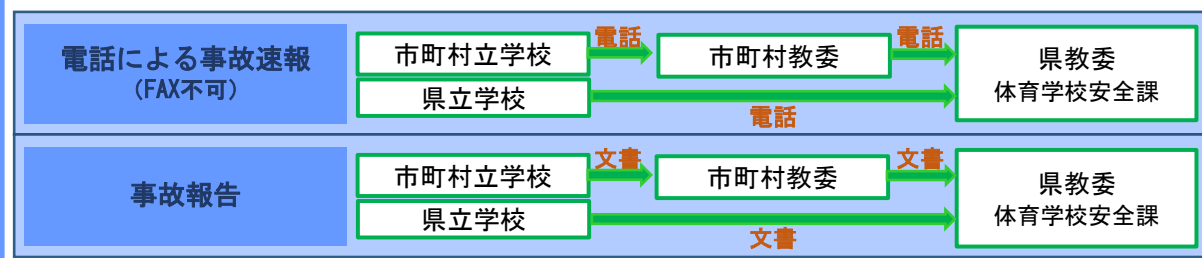 電話による事故速報
(FAX不可)
市町村立学校
電話
市町村教委
電話
県教委
体育学校安全課
県立学校
電話
事故報告
市町村立学校
文書
市町村教委
文書
県教委
体育学校安全課
県立学校
文書